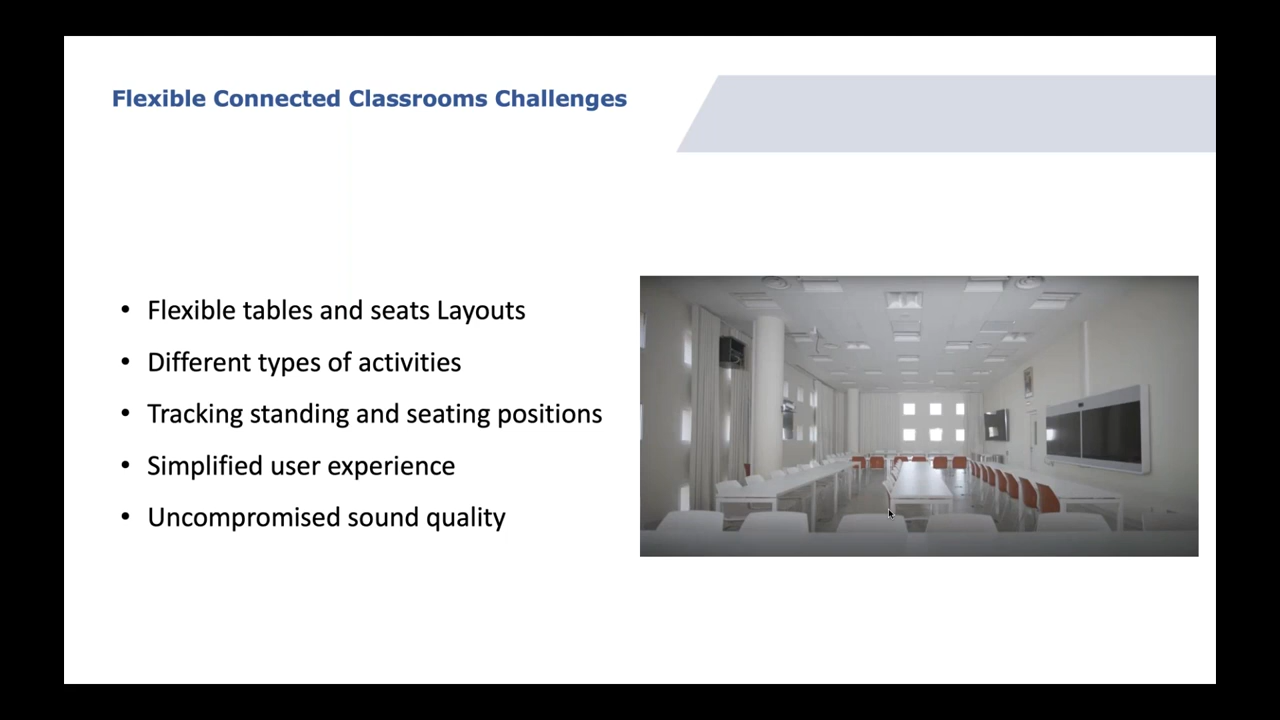 Flexible Connected Classrooms Challenges
• Flexible tables and seats Layouts
• Different types of activities
• Tracking standing and seating positions
• Simplified user experience
• Uncompromised sound quality